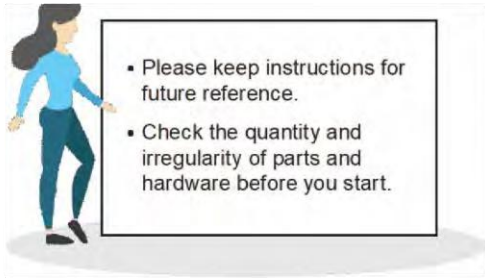 ▪ Please keep instructions for
future reference.
▪ Check the quantity and
irregularity of parts and
hardware before you start.